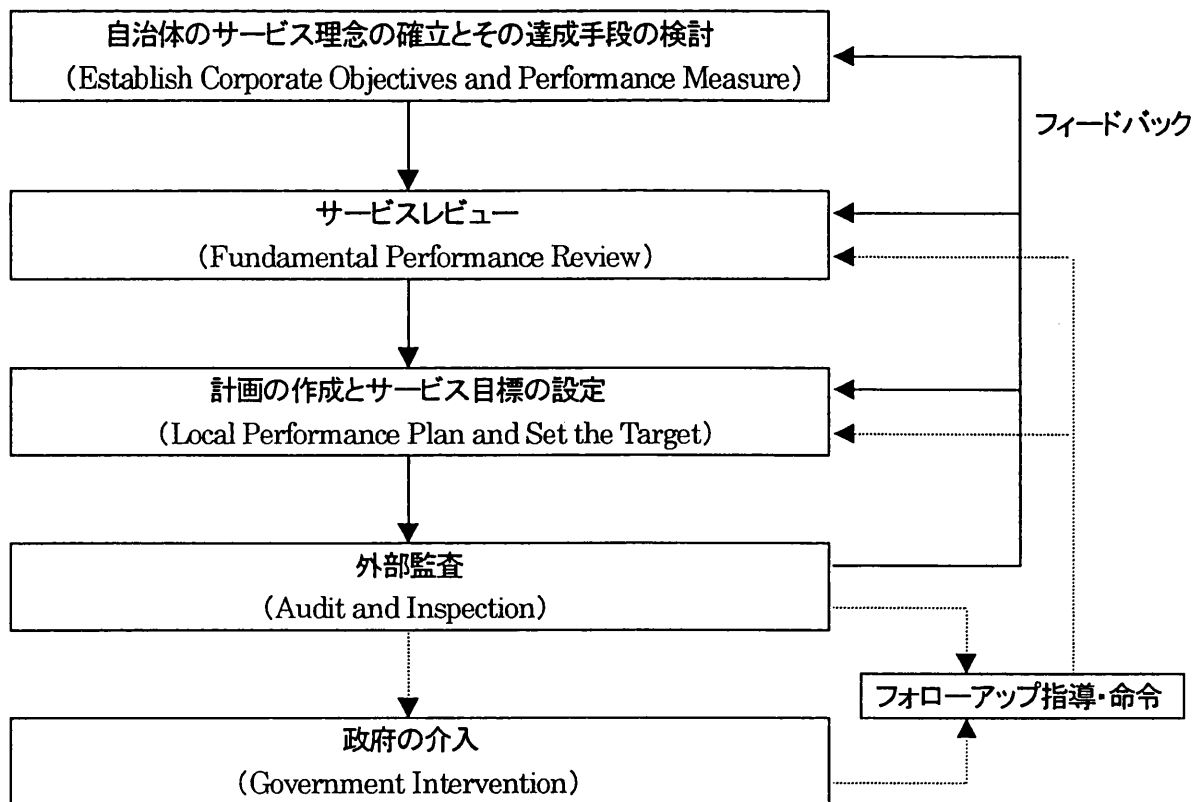 自治体のサービス理念の確立とその達成手段の検討
（Establish Corporate Objectives and Performance Measure）
フィードバック
サービスレビュー
（Fundamental Performance Review）
計画の作成とサービス目標の設定
（Local Performance Plan and Set the Target）
外部監査
（Audit and Inspection）
フォローアップ指導・命令
政府の介入
（Government Intervention）